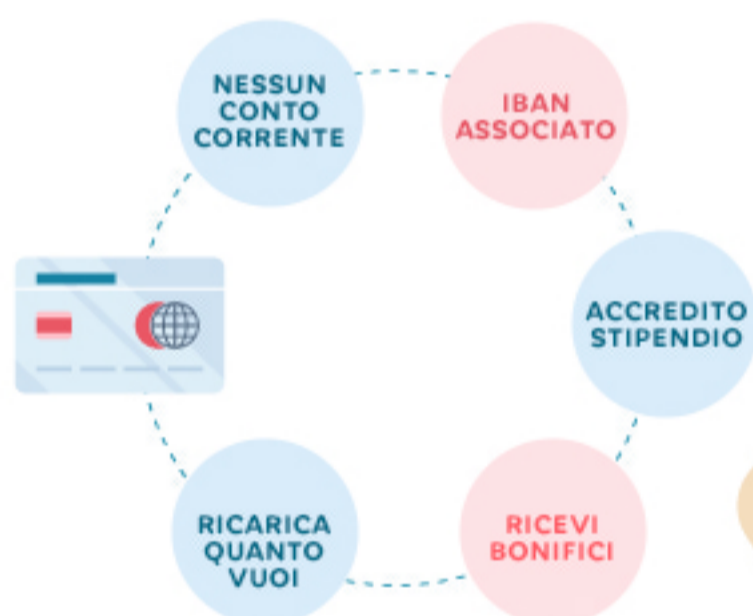 NESSUN
CONTO
CORRENTE
IBAN
ASSOCIATO
ACCREDITO
STIPENDIO
RICEVI
BONIFICI
RICARICA
QUANTO
VUOI